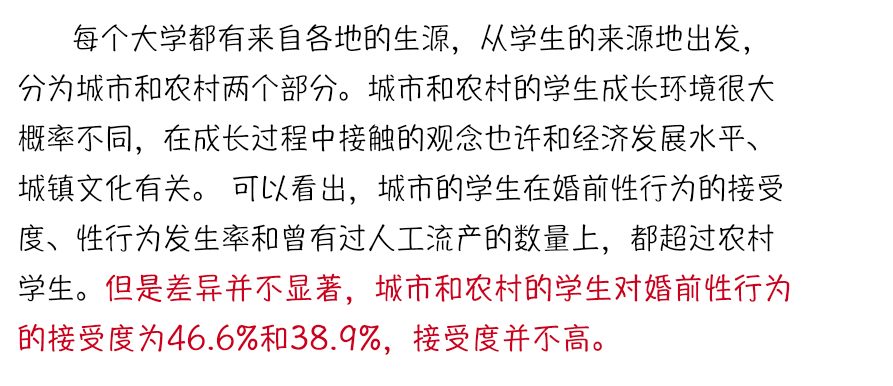 每个大学都有来自各地的生源，从学生的来源地出发，
分为城市和农村两个部分。城市和农村的学生成长环境很大
概率不同，在成长过程中接触的观念也许和经济发展水平、
城镇文化有关。 可以看出，城市的学生在婚前性行为的接受
度、性行为发生率和曾有过人工流产的数量上，都超过农村
学生。但是差异并不显著，城市和农村的学生对婚前性行为
的接受度为46.6%和38.9%，接受度并不高。